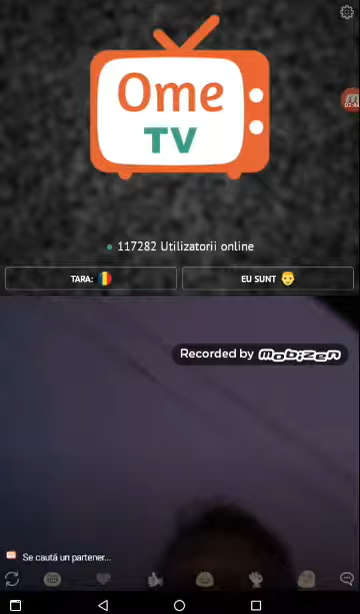 Ome
TV
117282 Utilizatorii online
TARA:
EU SUNT
Recorded by mobizen
Se caută un partener...